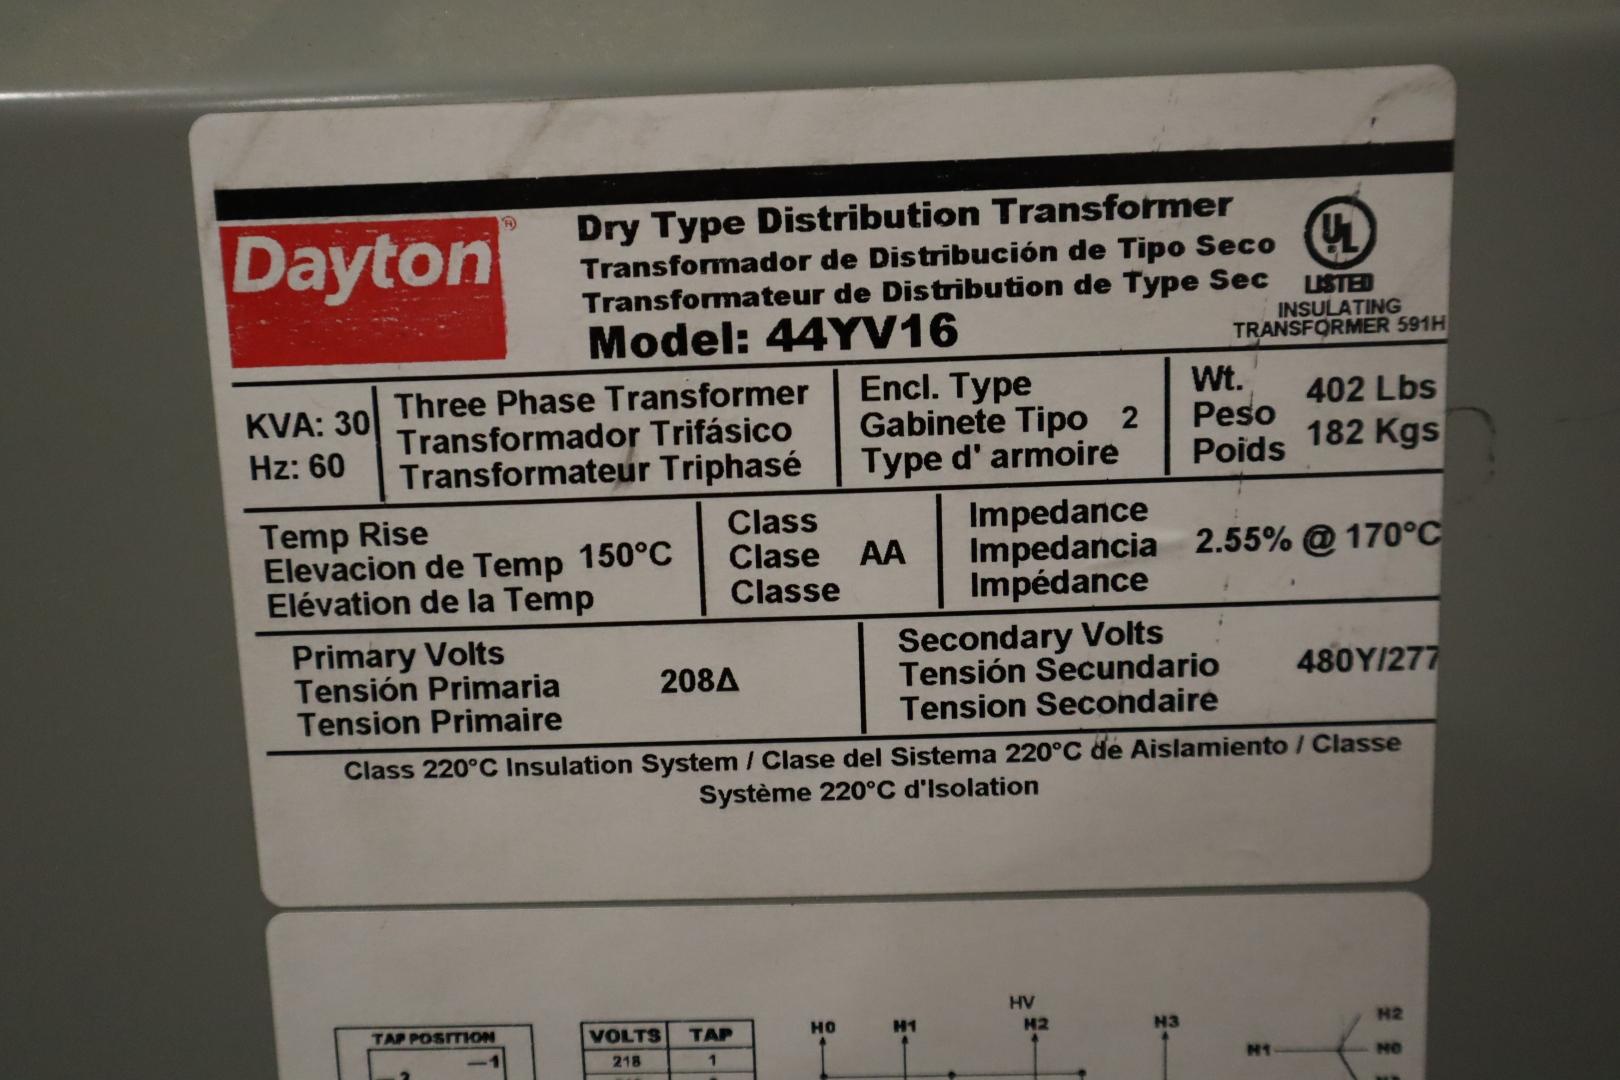 Dayton®
Dry Type Distribution Transformer
Transformador de Distribución de Tipo Seco
Transformateur de Distribution de Type Sec
Model: 44YV16
UL
LISTED
INSULATING
TRANSFORMER 591H
KVA: 30
Hz: 60
Three Phase Transformer
Transformador Trifásico
Transformateur Triphasé
Encl. Type
Gabinete Tipo 2
Type d' armoire
Wt.
Peso
Poids
402 Lbs
182 Kgs
Temp Rise
Elevacion de Temp 150°C
Elévation de la Temp
Class
Clase AA
Classe
Impedance
Impedancia 2.55% @ 170°C
Impédance
Primary Volts
Tensión Primaria 208Δ
Tension Primaire
Secondary Volts
Tensión Secundario 480Y/277
Tension Secondaire
Class 220°C Insulation System / Clase del Sistema 220°C de Aislamiento / Classe
Système 220°C d'Isolation
TAP POSITION
1
2
VOLTS TAP
218 1
HV
H0 H1 H2 H3
H2
H1 H0